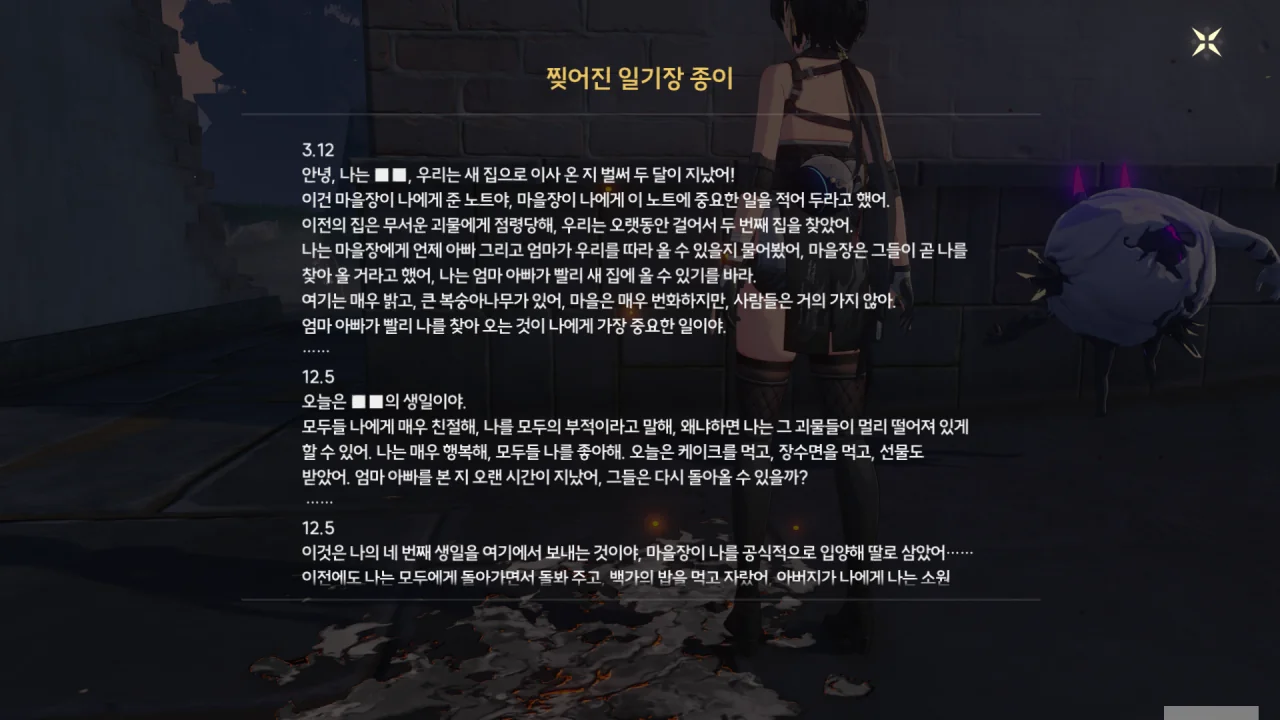 찢어진 일기장 종이
3.12
안녕, 나는 ■■, 우리는 새 집으로 이사 온 지 벌써 두 달이 지났어!
이건 마을장이 나에게 준 노트야, 마을장이 나에게 이 노트에 중요한 일을 적어 두라고 했어.
이전의 집은 무서운 괴물에게 점령당해, 우리는 오랫동안 걸어서 두 번째 집을 찾았어.
나는 마을장에게 언제 아빠 그리고 엄마가 우리를 따라 올 수 있을지 물어봤어, 마을장은 그들이 곧 나를
찾아 올 거라고 했어, 나는 엄마 아빠가 빨리 새 집에 올 수 있기를 바라.
여기는 매우 밝고, 큰 복숭아나무가 있어, 마을은 매우 번화하지만, 사람들은 거의 가지 않아.
엄마 아빠가 빨리 나를 찾아 오는 것이 나에게 가장 중요한 일이야.
……
12.5
오늘은 ■■의 생일이야.
모두들 나에게 매우 친절해, 나를 모두의 부적이라고 말해, 왜냐하면 나는 그 괴물들이 멀리 떨어져 있게
할 수 있어. 나는 매우 행복해, 모두들 나를 좋아해. 오늘은 케이크를 먹고, 장수면을 먹고, 선물도
받았어. 엄마 아빠를 본 지 오랜 시간이 지났어, 그들은 다시 돌아올 수 있을까?
……
12.5
이것은 나의 네 번째 생일을 여기에서 보내는 것이야, 마을장이 나를 공식적으로 입양해 딸로 삼았어……
이전에도 나는 모두에게 돌아가면서 돌봐 주고, 백가의 밥을 먹고 자랐어, 아버지가 나에게 나는 소원